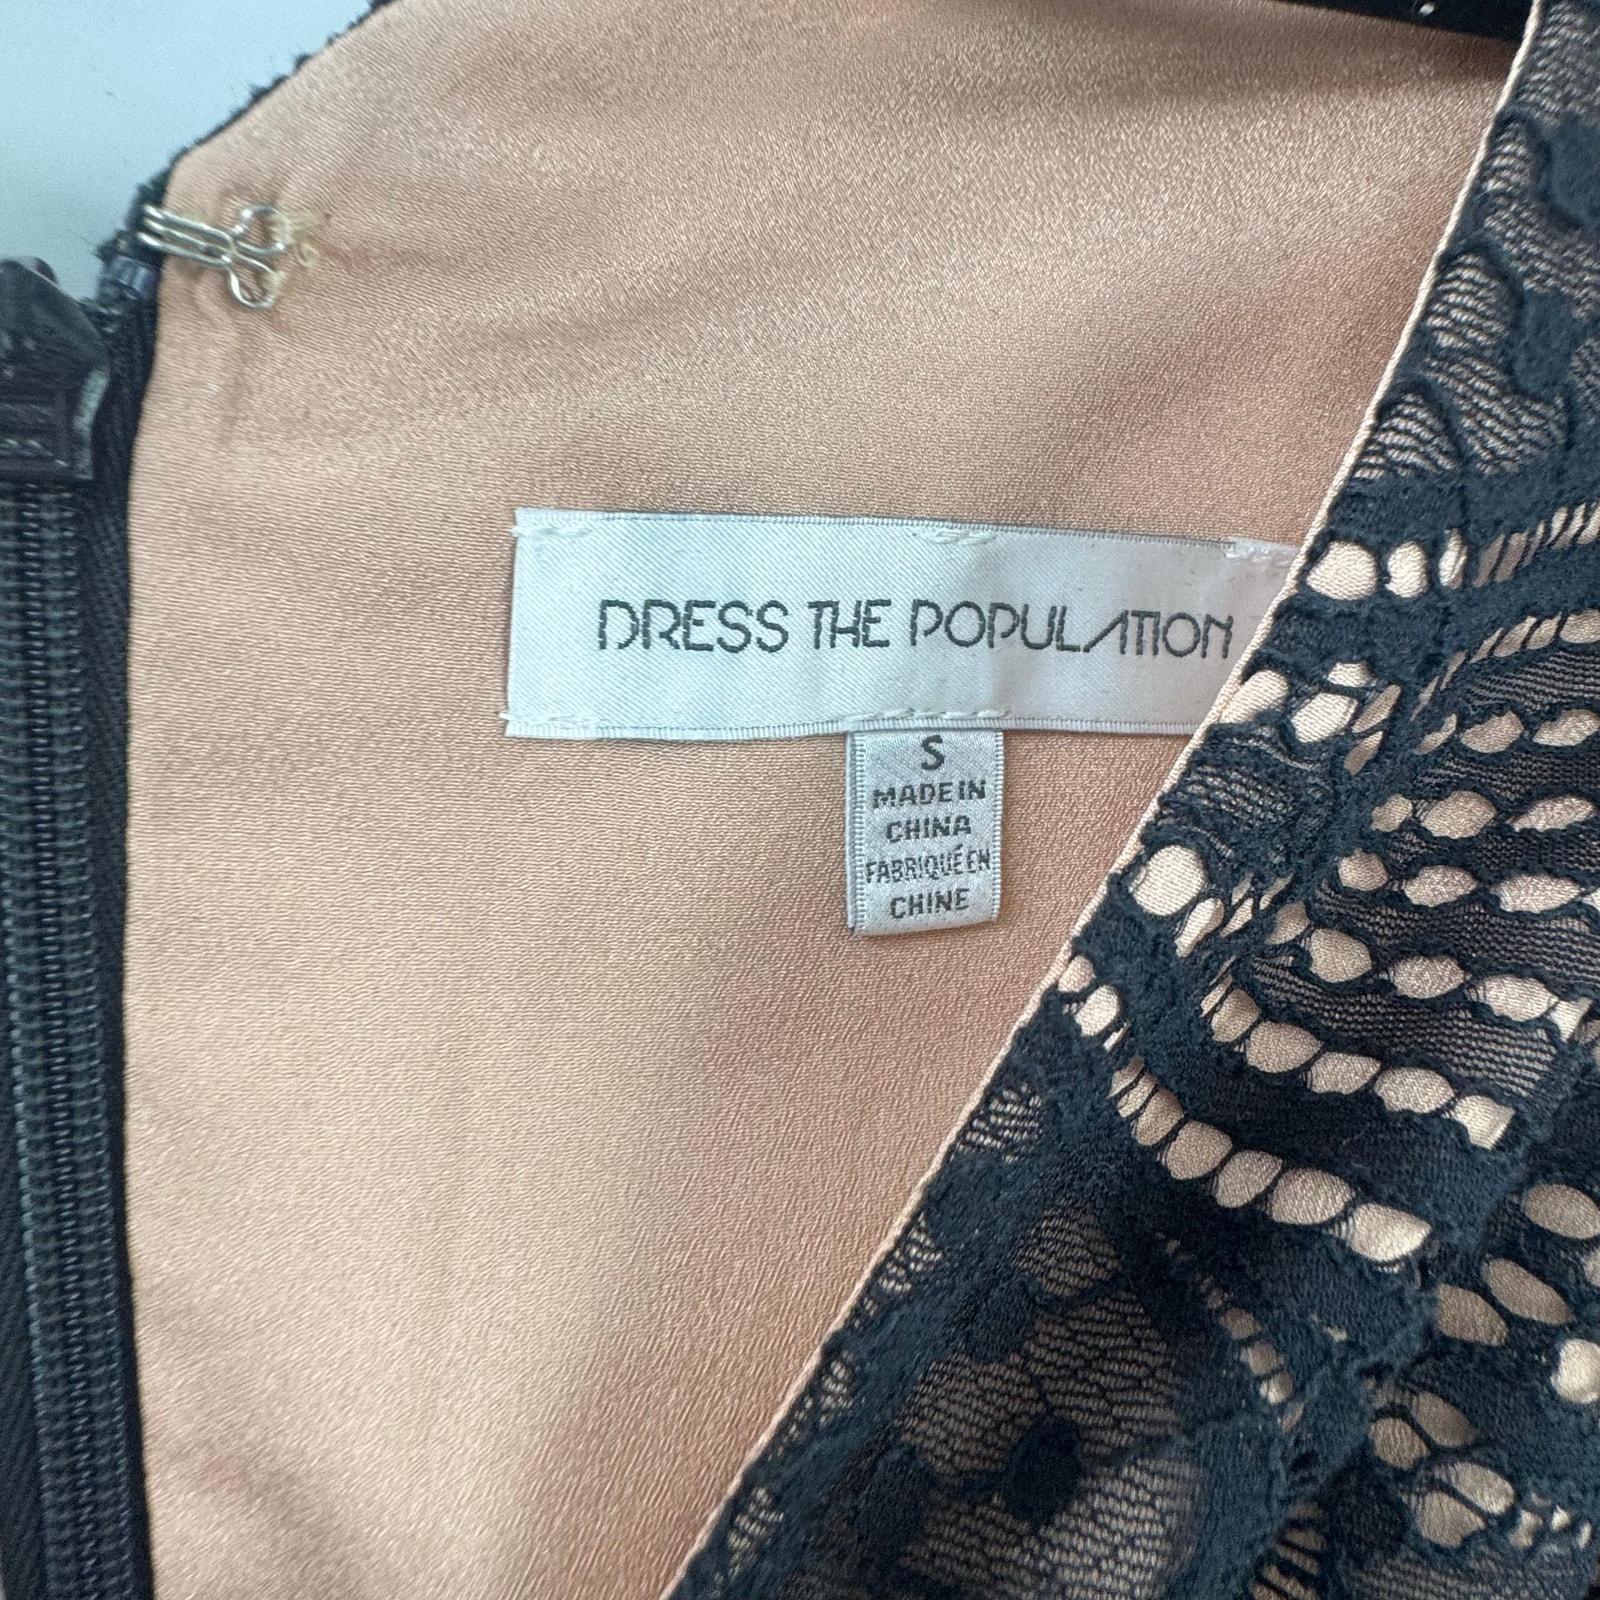 DRESS THE POPULATION
S
MADE IN
CHINA
FABRIQUÉ EN
CHINE